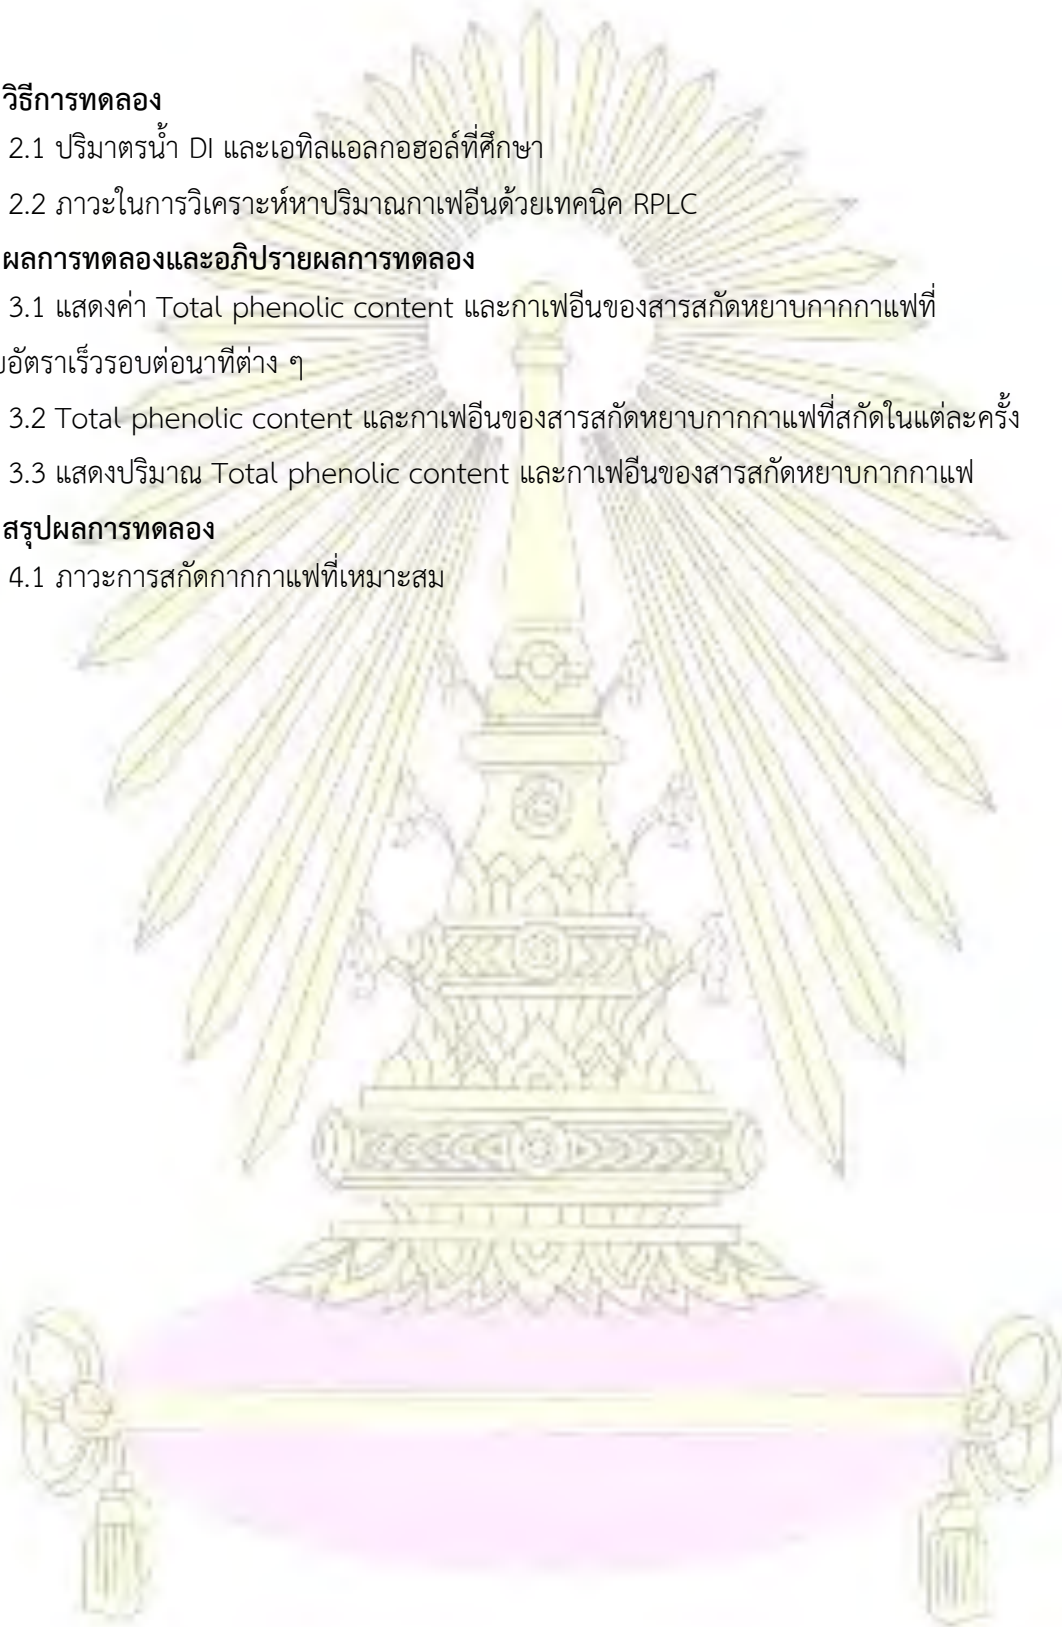 วิธีการทดลอง
2.1 ปริมาตรน้ำ DI และเอทิลแอลกอฮอล์ที่ศึกษา
2.2 ภาวะในการวิเคราะห์หาปริมาณกาเฟอีนด้วยเทคนิค RPLC
ผลการทดลองและอภิปรายผลการทดลอง
3.1 แสดงค่า Total phenolic content และกาเฟอีนของสารสกัดหยาบกากกาแฟที่
อัตราเร็วรอบต่อนาทีต่าง ๆ
3.2 Total phenolic content และกาเฟอีนของสารสกัดหยาบกากกาแฟที่สกัดในแต่ละครั้ง
3.3 แสดงปริมาณ Total phenolic content และกาเฟอีนของสารสกัดหยาบกากกาแฟ
สรุปผลการทดลอง
4.1 ภาวะการสกัดกากกาแฟที่เหมาะสม